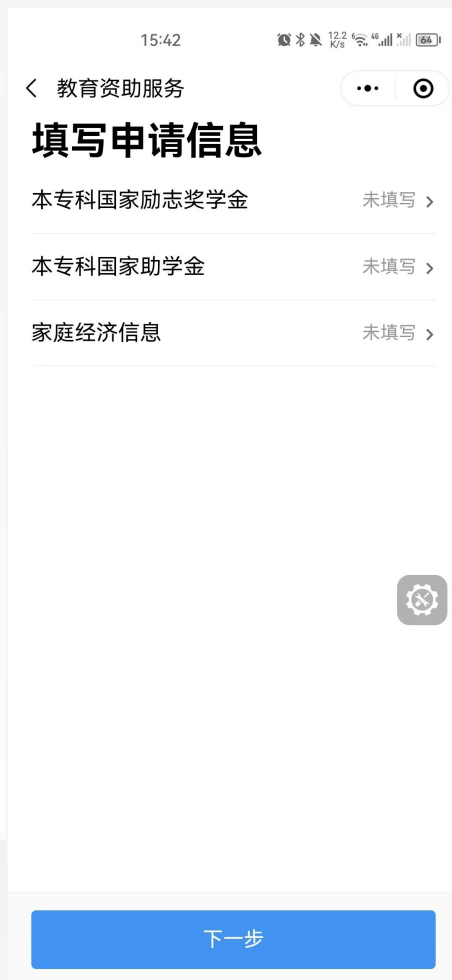 15:42 12.2 K/s 6 4G 64
教育资助服务
填写申请信息
本专科国家励志奖学金 未填写
本专科国家助学金 未填写
家庭经济信息 未填写
下一步